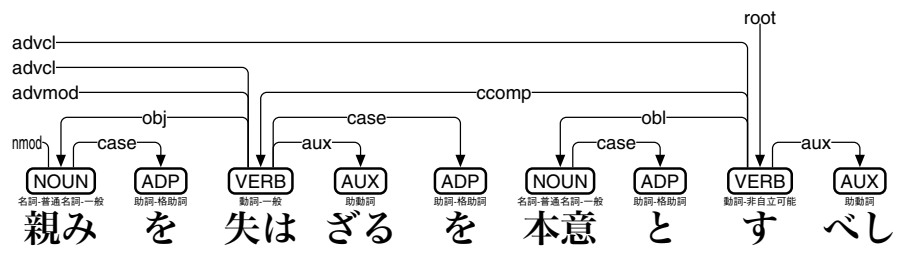 root
advcl
advcl
advmod ccomp
obj case obl
nmod case aux case aux
NOUN ADP VERB AUX ADP NOUN ADP VERB AUX
名詞-普通名詞-一般 助詞-格助詞 動詞-一般 助動詞 助詞-格助詞 名詞-普通名詞-一般 助詞-格助詞 動詞-非自立可能 助動詞
親み を 失は ざる を 本意 と す べし